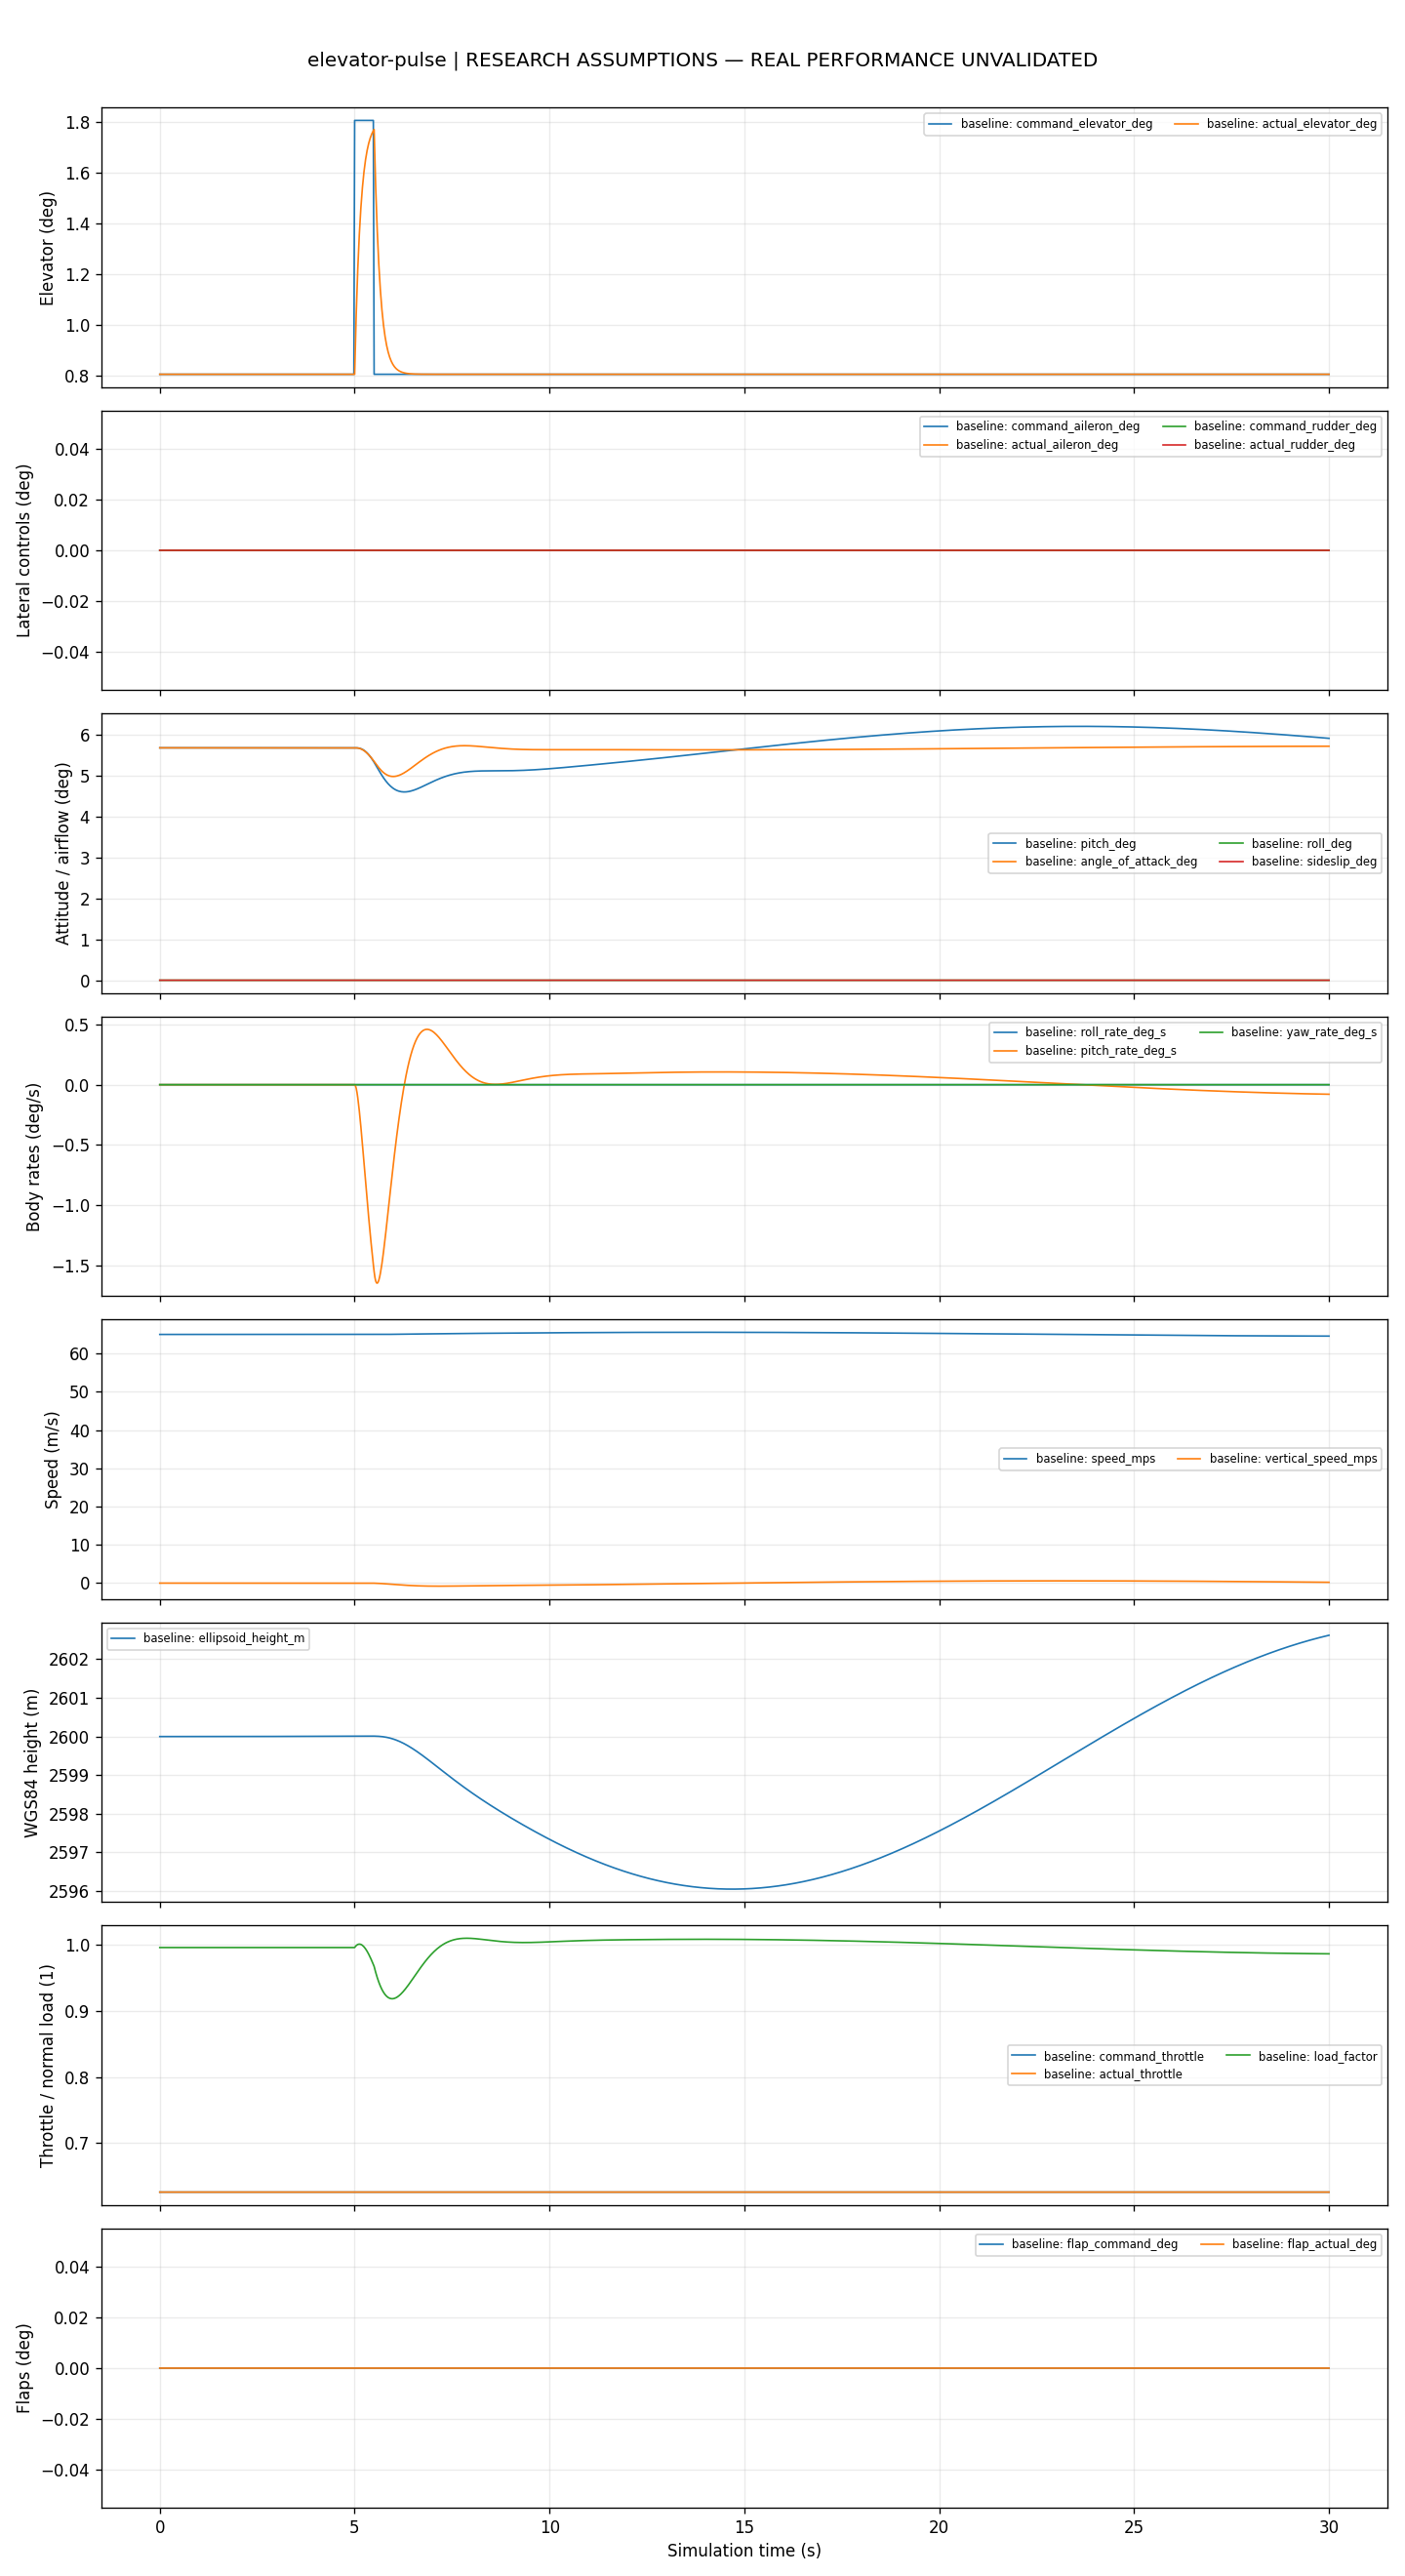 elevator-pulse | RESEARCH ASSUMPTIONS — REAL PERFORMANCE UNVALIDATED
Elevator (deg)
1.8
1.6
1.4
1.2
1.0
0.8
baseline: command_elevator_deg
baseline: actual_elevator_deg
Lateral controls (deg)
0.04
0.02
0.00
−0.02
−0.04
baseline: command_aileron_deg
baseline: actual_aileron_deg
baseline: command_rudder_deg
baseline: actual_rudder_deg
Attitude / airflow (deg)
6
5
4
3
2
1
0
baseline: pitch_deg
baseline: angle_of_attack_deg
baseline: roll_deg
baseline: sideslip_deg
Body rates (deg/s)
0.5
0.0
−0.5
−1.0
−1.5
baseline: roll_rate_deg_s
baseline: pitch_rate_deg_s
baseline: yaw_rate_deg_s
Speed (m/s)
60
50
40
30
20
10
0
baseline: speed_mps
baseline: vertical_speed_mps
WGS84 height (m)
2602
2601
2600
2599
2598
2597
2596
baseline: ellipsoid_height_m
Throttle / normal load (1)
1.0
0.9
0.8
0.7
baseline: command_throttle
baseline: actual_throttle
baseline: load_factor
Flaps (deg)
0.04
0.02
0.00
−0.02
−0.04
baseline: flap_command_deg
baseline: flap_actual_deg
0 5 10 15 20 25 30
Simulation time (s)